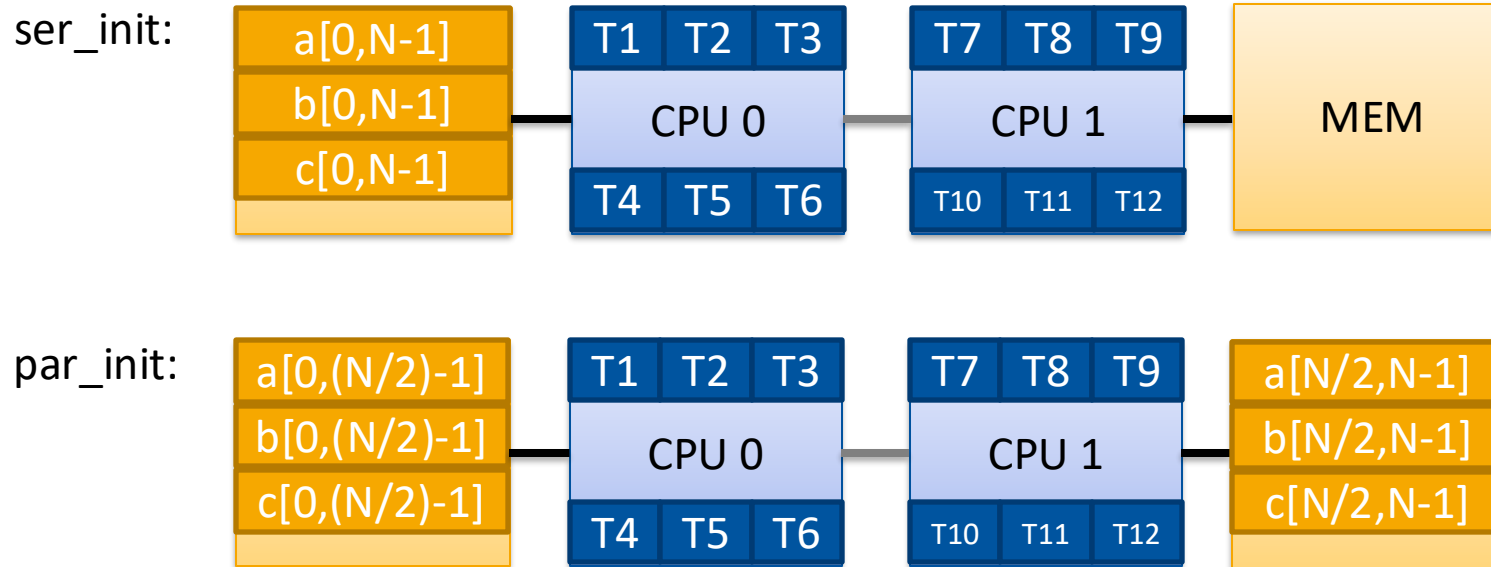 ser_init:
a[0,N-1]
b[0,N-1]
c[0,N-1]
T1 T2 T3
CPU 0
T4 T5 T6
T7 T8 T9
CPU 1
T10 T11 T12
MEM
par_init:
a[0,(N/2)-1]
b[0,(N/2)-1]
c[0,(N/2)-1]
T1 T2 T3
CPU 0
T4 T5 T6
T7 T8 T9
CPU 1
T10 T11 T12
a[N/2,N-1]
b[N/2,N-1]
c[N/2,N-1]